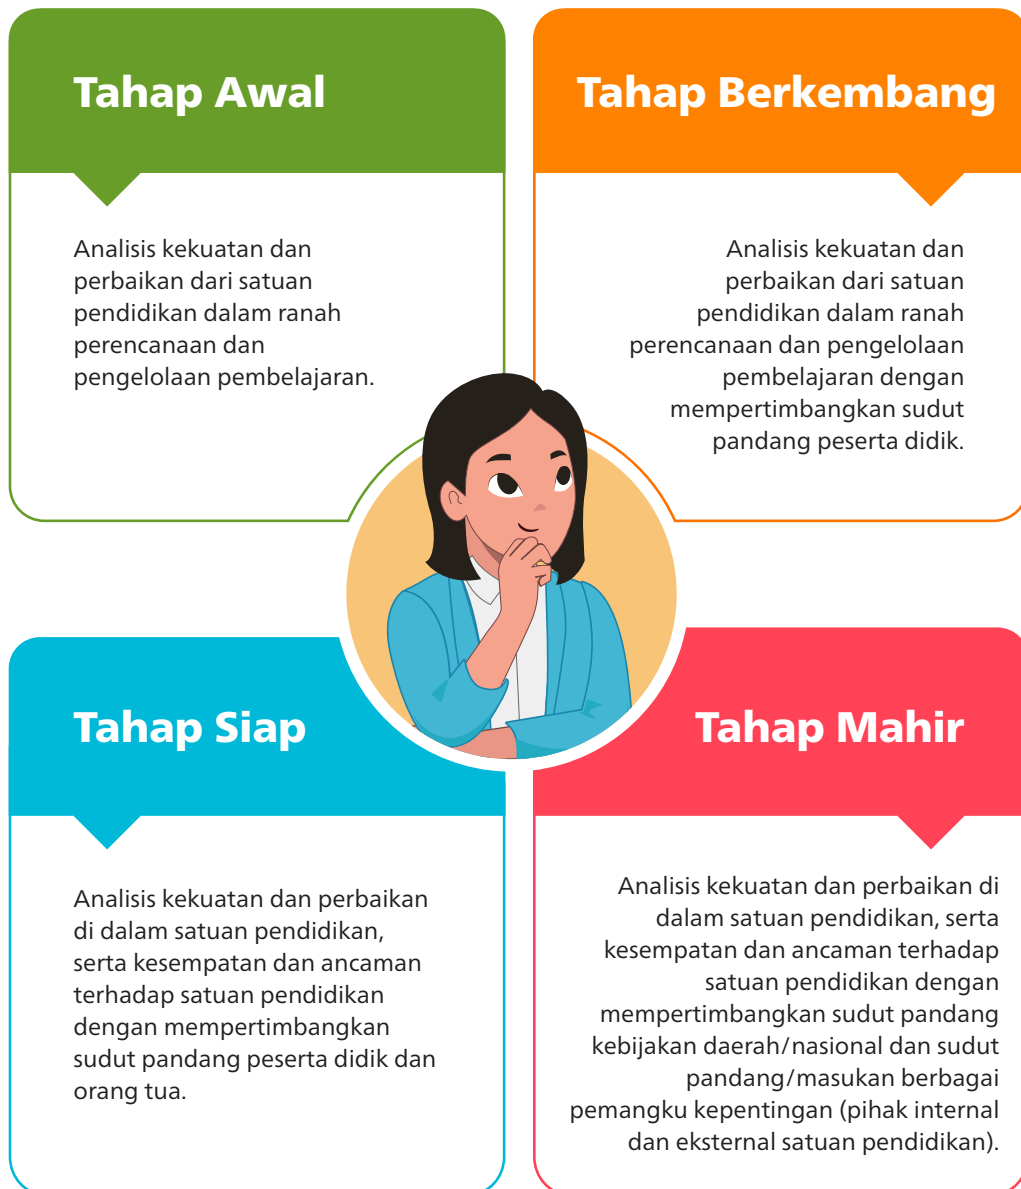 Tahap Awal
Analisis kekuatan dan
perbaikan dari satuan
pendidikan dalam ranah
perencanaan dan
pengelolaan pembelajaran.
Tahap Berkembang
Analisis kekuatan dan
perbaikan dari satuan
pendidikan dalam ranah
perencanaan dan pengelolaan
pembelajaran dengan
mempertimbangkan sudut
pandang peserta didik.
Tahap Siap
Analisis kekuatan dan perbaikan
di dalam satuan pendidikan,
serta kesempatan dan ancaman
terhadap satuan pendidikan
dengan mempertimbangkan
sudut pandang peserta didik dan
orang tua.
Tahap Mahir
Analisis kekuatan dan perbaikan di
dalam satuan pendidikan, serta
kesempatan dan ancaman terhadap
satuan pendidikan dengan
mempertimbangkan sudut pandang
kebijakan daerah/nasional dan sudut
pandang/masukan berbagai
pemangku kepentingan (pihak internal
dan eksternal satuan pendidikan).